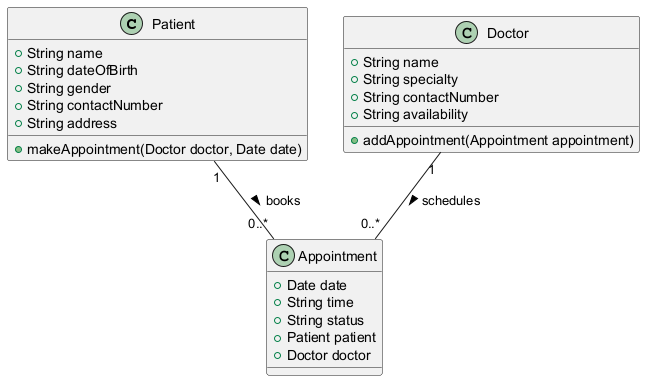 C Patient
String name
String dateOfBirth
String gender
String contactNumber
String address
makeAppointment(Doctor doctor, Date date)
C Doctor
String name
String specialty
String contactNumber
String availability
addAppointment(Appointment appointment)
1
books
0..*
1
schedules
0..*
C Appointment
Date date
String time
String status
Patient patient
Doctor doctor